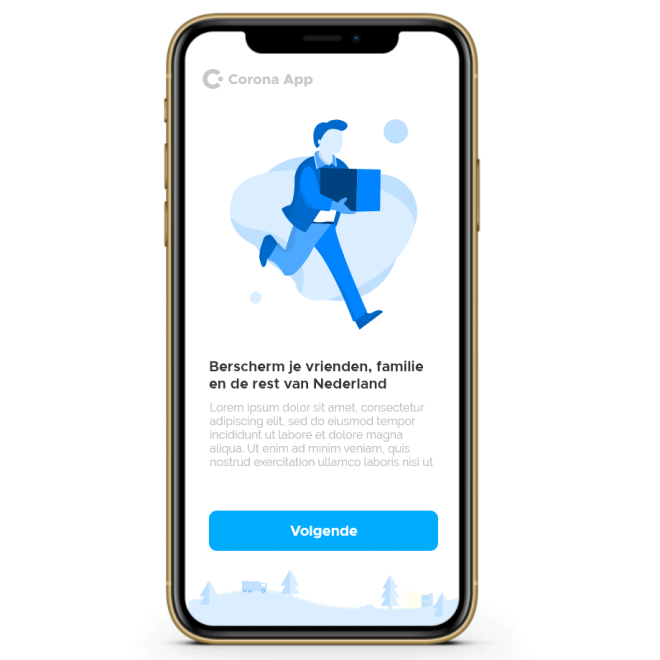 Corona App
Berscherm je vrienden, familie
en de rest van Nederland
Lorem ipsum dolor sit amet, consectetur
adipiscing elit, sed do eiusmod tempor
incididunt ut labore et dolore magna
aliqua. Ut enim ad minim veniam, quis
nostrud exercitation ullamco laboris nisi ut
Volgende